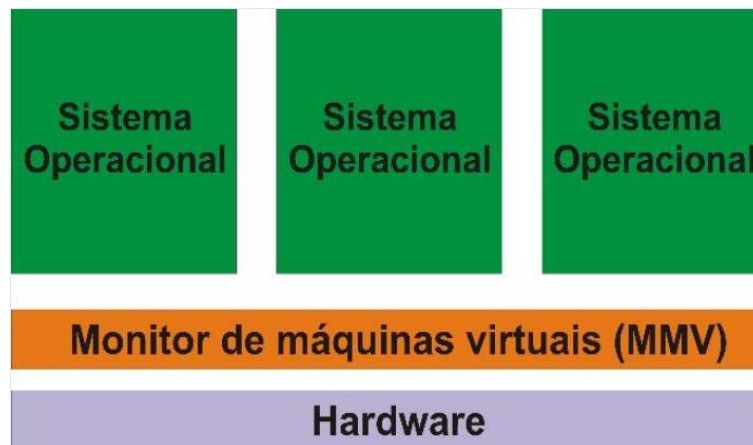 Sistema
Operacional
Sistema
Operacional
Sistema
Operacional
Monitor de máquinas virtuais (MMV)
Hardware